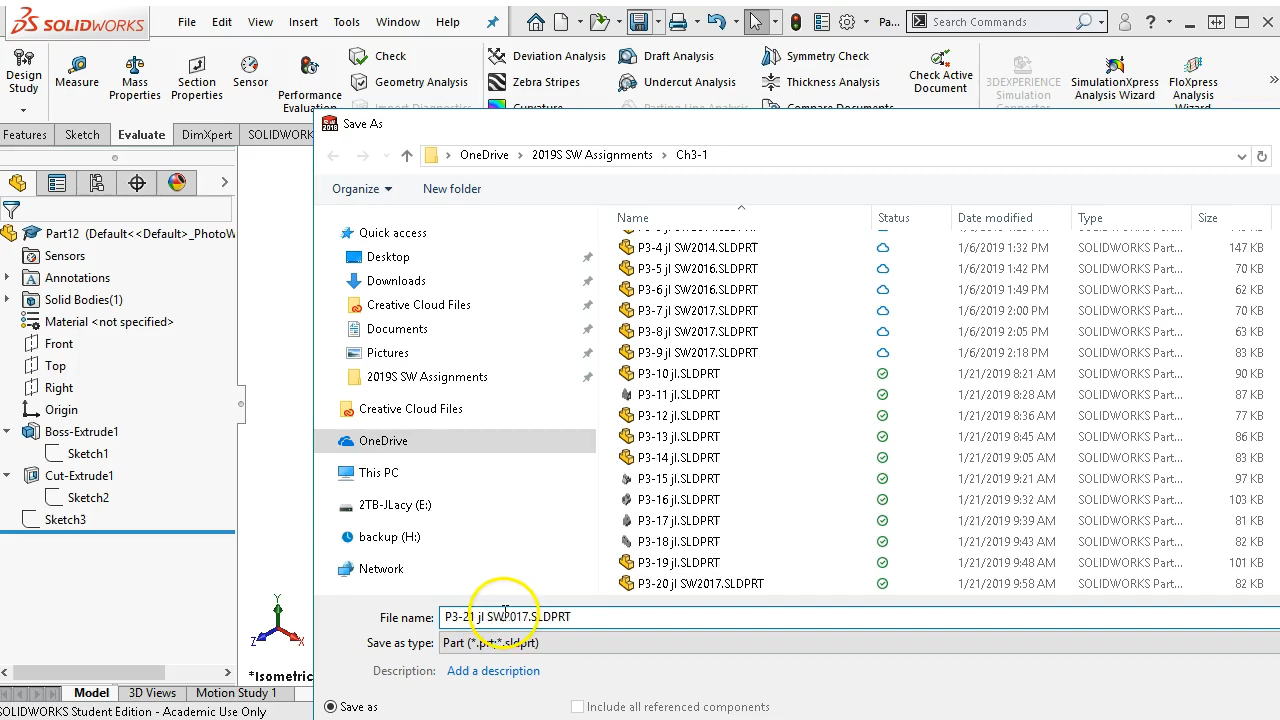 SOLIDWORKS File Edit View Insert Tools Window Help Pa... Search Commands
Design Study Measure Mass Properties Section Properties Sensor Performance Evaluation Check Geometry Analysis Import Diagnostics Deviation Analysis Zebra Stripes Curvature Draft Analysis Undercut Analysis Parting Line Analysis Symmetry Check Thickness Analysis Compare Documents Check Active Document 3DEXPERIENCE Simulation Connector SimulationXpress Analysis Wizard FloXpress Analysis Wizard
Features Sketch Evaluate DimXpert SOLIDWORK
Save As
OneDrive › 2019S SW Assignments › Ch3-1
Organize New folder
Name Status Date modified Type Size
Part12 (Default<<Default>_PhotoW
Sensors
Annotations
Solid Bodies(1)
Material <not specified>
Front
Top
Right
Origin
Boss-Extrude1
Sketch1
Cut-Extrude1
Sketch2
Sketch3
Quick access
Desktop
Downloads
Creative Cloud Files
Documents
Pictures
2019S SW Assignments
Creative Cloud Files
OneDrive
This PC
2TB-JLacy (E:)
backup (H:)
Network
P3-4 jl SW2014.SLDPRT 1/6/2019 1:32 PM SOLIDWORKS Part... 147 KB
P3-5 jl SW2016.SLDPRT 1/6/2019 1:42 PM SOLIDWORKS Part... 70 KB
P3-6 jl SW2016.SLDPRT 1/6/2019 1:49 PM SOLIDWORKS Part... 62 KB
P3-7 jl SW2017.SLDPRT 1/6/2019 2:00 PM SOLIDWORKS Part... 70 KB
P3-8 jl SW2017.SLDPRT 1/6/2019 2:05 PM SOLIDWORKS Part... 63 KB
P3-9 jl SW2017.SLDPRT 1/6/2019 2:18 PM SOLIDWORKS Part... 83 KB
P3-10 jl.SLDPRT 1/21/2019 8:21 AM SOLIDWORKS Part... 90 KB
P3-11 jl.SLDPRT 1/21/2019 8:28 AM SOLIDWORKS Part... 87 KB
P3-12 jl.SLDPRT 1/21/2019 8:36 AM SOLIDWORKS Part... 77 KB
P3-13 jl.SLDPRT 1/21/2019 8:45 AM SOLIDWORKS Part... 86 KB
P3-14 jl.SLDPRT 1/21/2019 9:05 AM SOLIDWORKS Part... 83 KB
P3-15 jl.SLDPRT 1/21/2019 9:21 AM SOLIDWORKS Part... 97 KB
P3-16 jl.SLDPRT 1/21/2019 9:32 AM SOLIDWORKS Part... 103 KB
P3-17 jl.SLDPRT 1/21/2019 9:39 AM SOLIDWORKS Part... 81 KB
P3-18 jl.SLDPRT 1/21/2019 9:43 AM SOLIDWORKS Part... 82 KB
P3-19 jl.SLDPRT 1/21/2019 9:48 AM SOLIDWORKS Part... 101 KB
P3-20 jl SW2017.SLDPRT 1/21/2019 9:58 AM SOLIDWORKS Part... 82 KB
File name: P3-21 jl SW2017.SLDPRT
Save as type: Part (*.prt;*.sldprt)
Description: Add a description
Save as Include all referenced components
Y
Z X
*Isometric
Model 3D Views Motion Study 1
SOLIDWORKS Student Edition - Academic Use Only